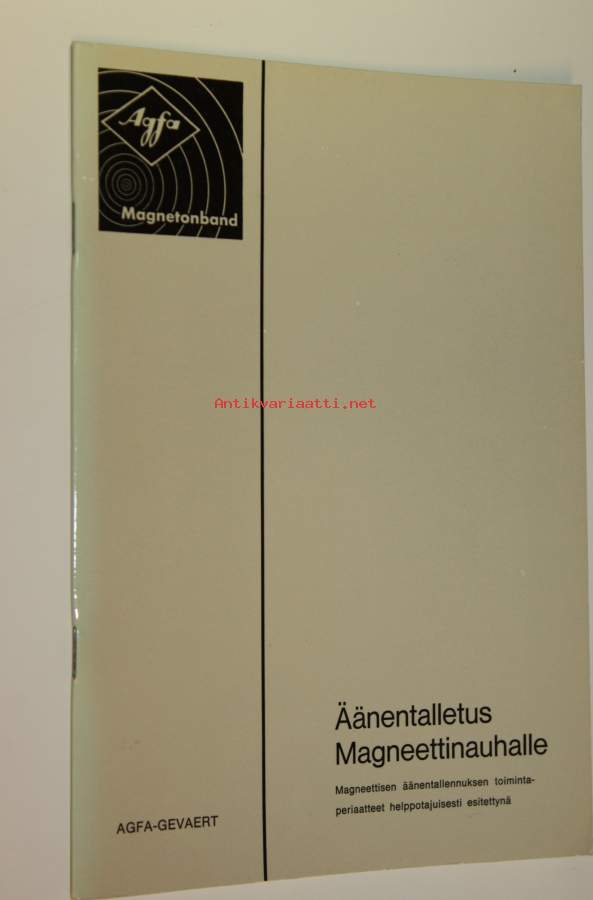 Agfa
Magnetonband
Antikvariaatti.net
Äänentalletus
Magneettinauhalle
Magneettisen äänentallennuksen toiminta-
periaatteet helppotajuisesti esitettynä
AGFA-GEVAERT